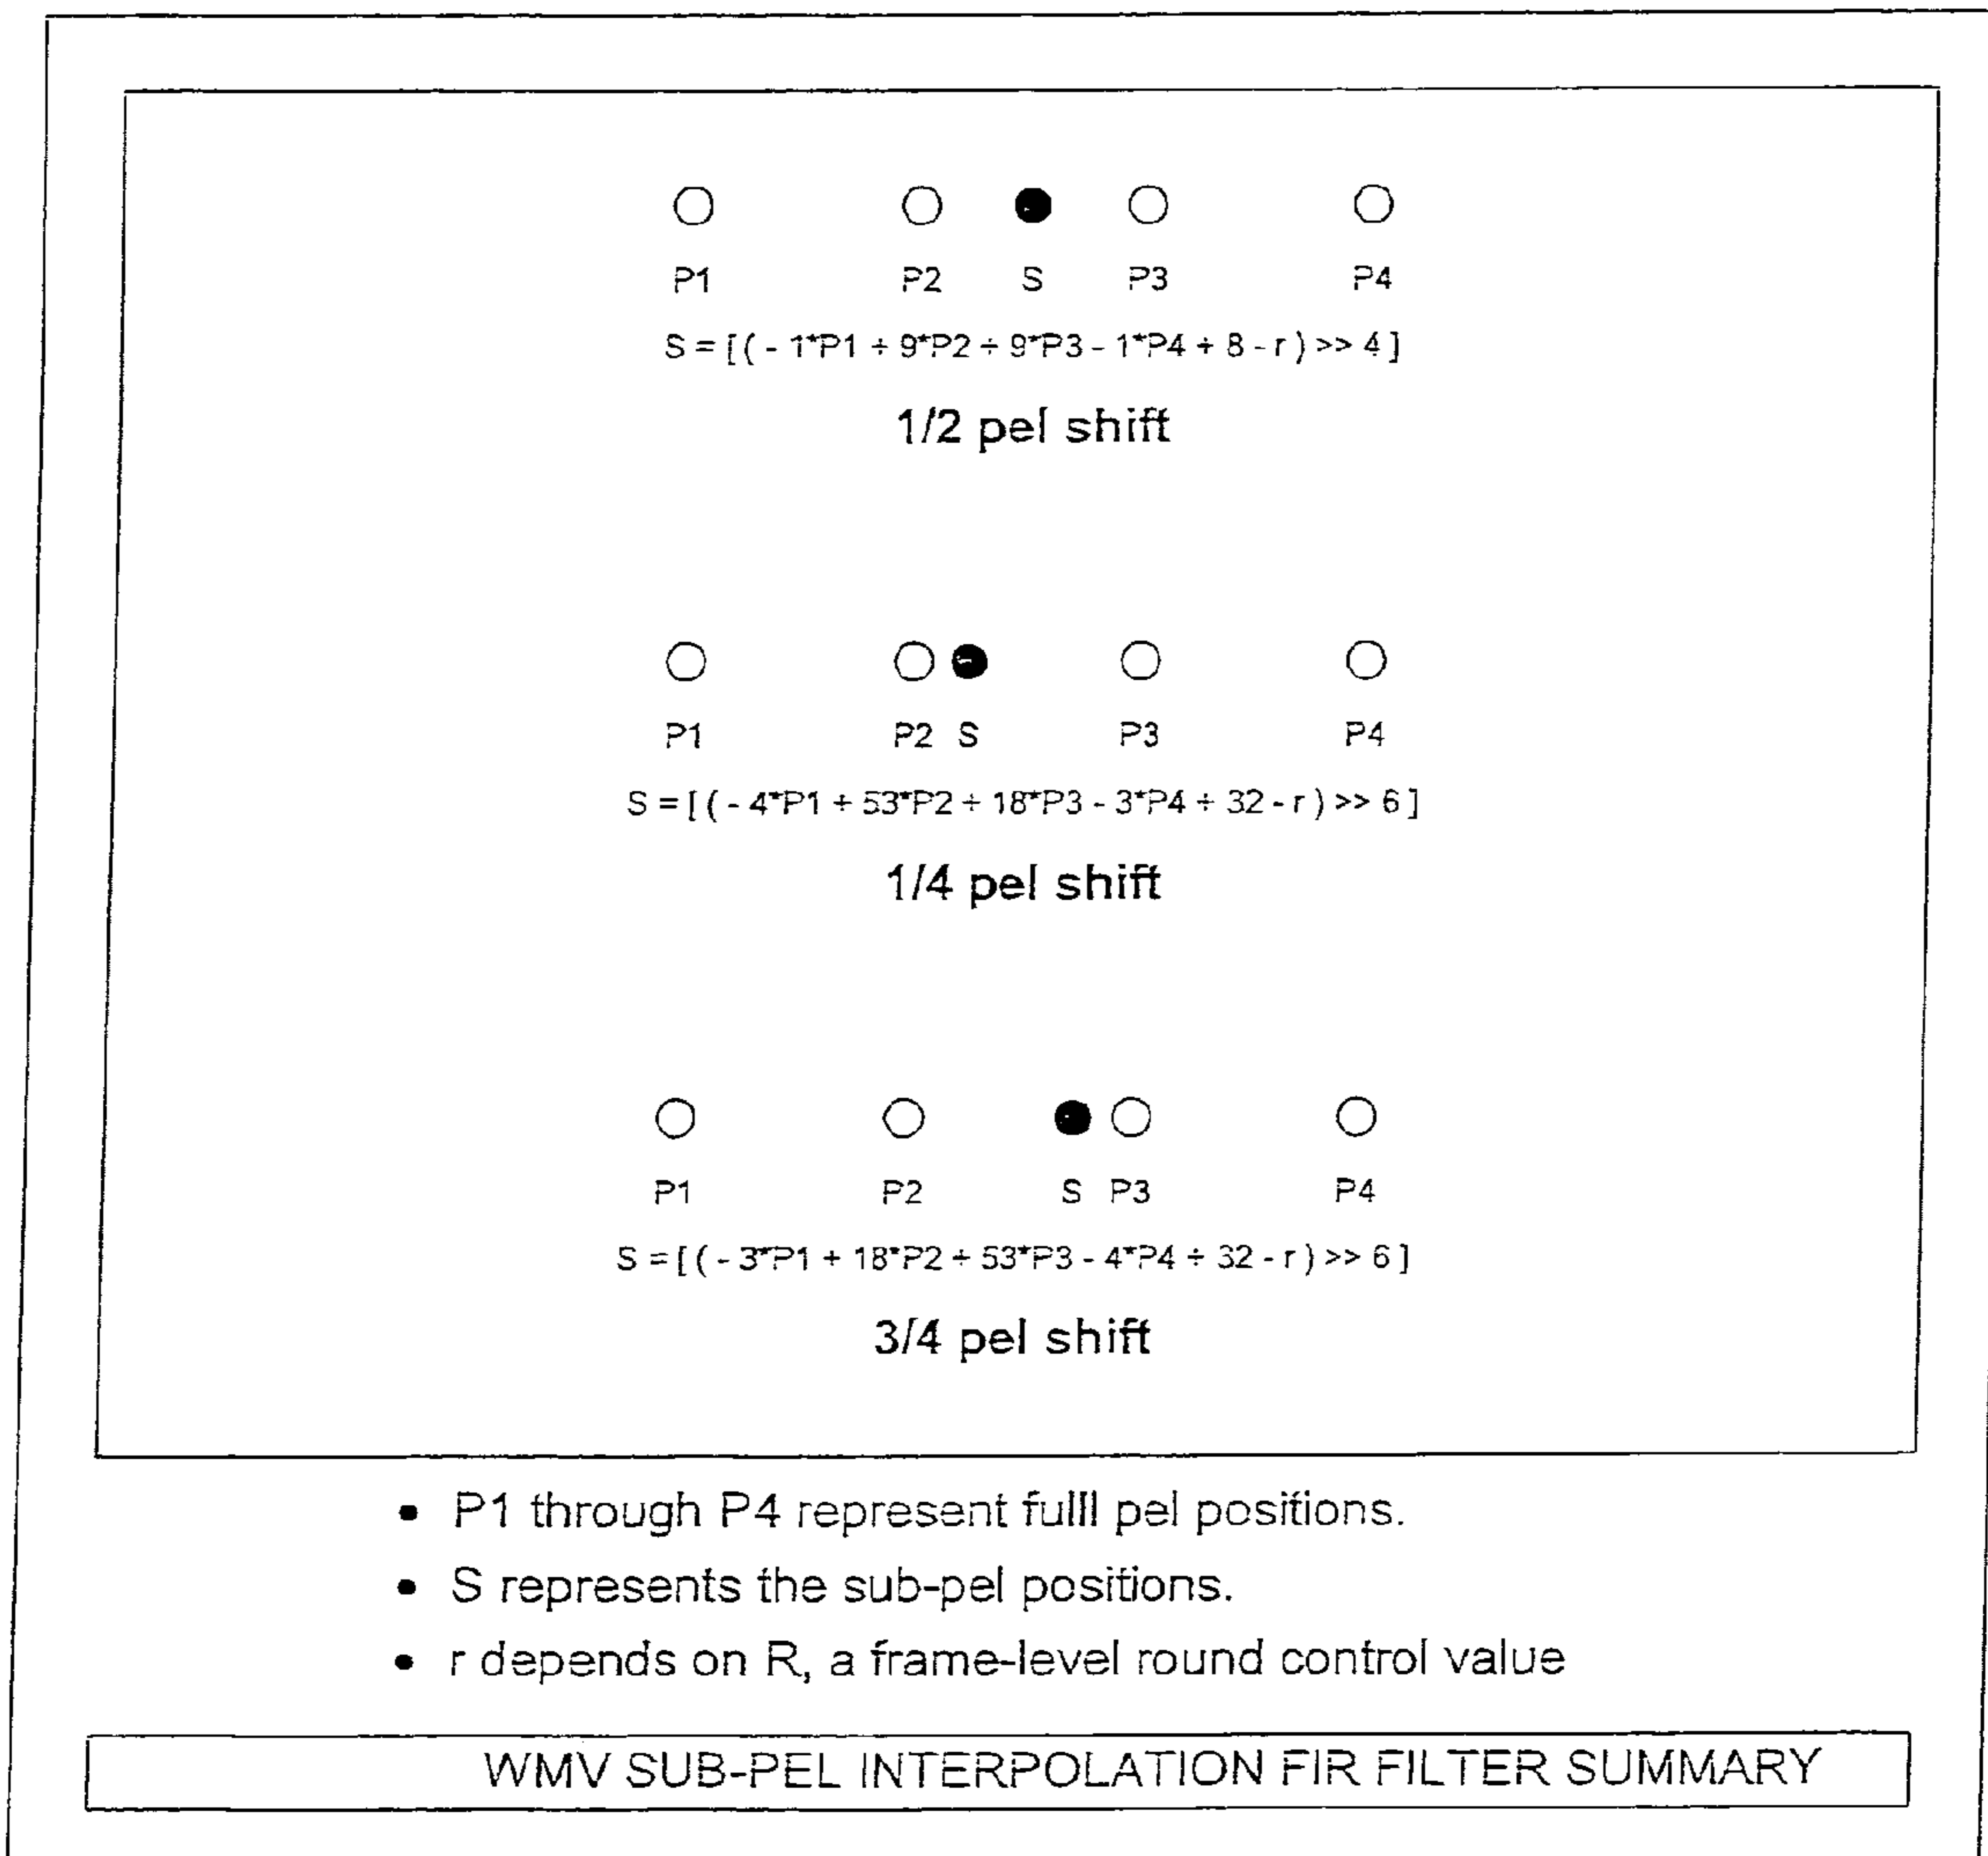 P1 P2 S P3 P4
S = [ ( - 1*P1 + 9*P2 + 9*P3 - 1*P4 + 8 - r ) >> 4 ]
1/2 pel shift
P1 P2 S P3 P4
S = [ ( - 4*P1 + 53*P2 + 18*P3 - 3*P4 + 32 - r ) >> 6 ]
1/4 pel shift
P1 P2 S P3 P4
S = [ ( - 3*P1 + 18*P2 + 53*P3 - 4*P4 + 32 - r ) >> 6 ]
3/4 pel shift
• P1 through P4 represent fulll pel positions.
• S represents the sub-pel positions.
• r depends on R, a frame-level round control value
WMV SUB-PEL INTERPOLATION FIR FILTER SUMMARY